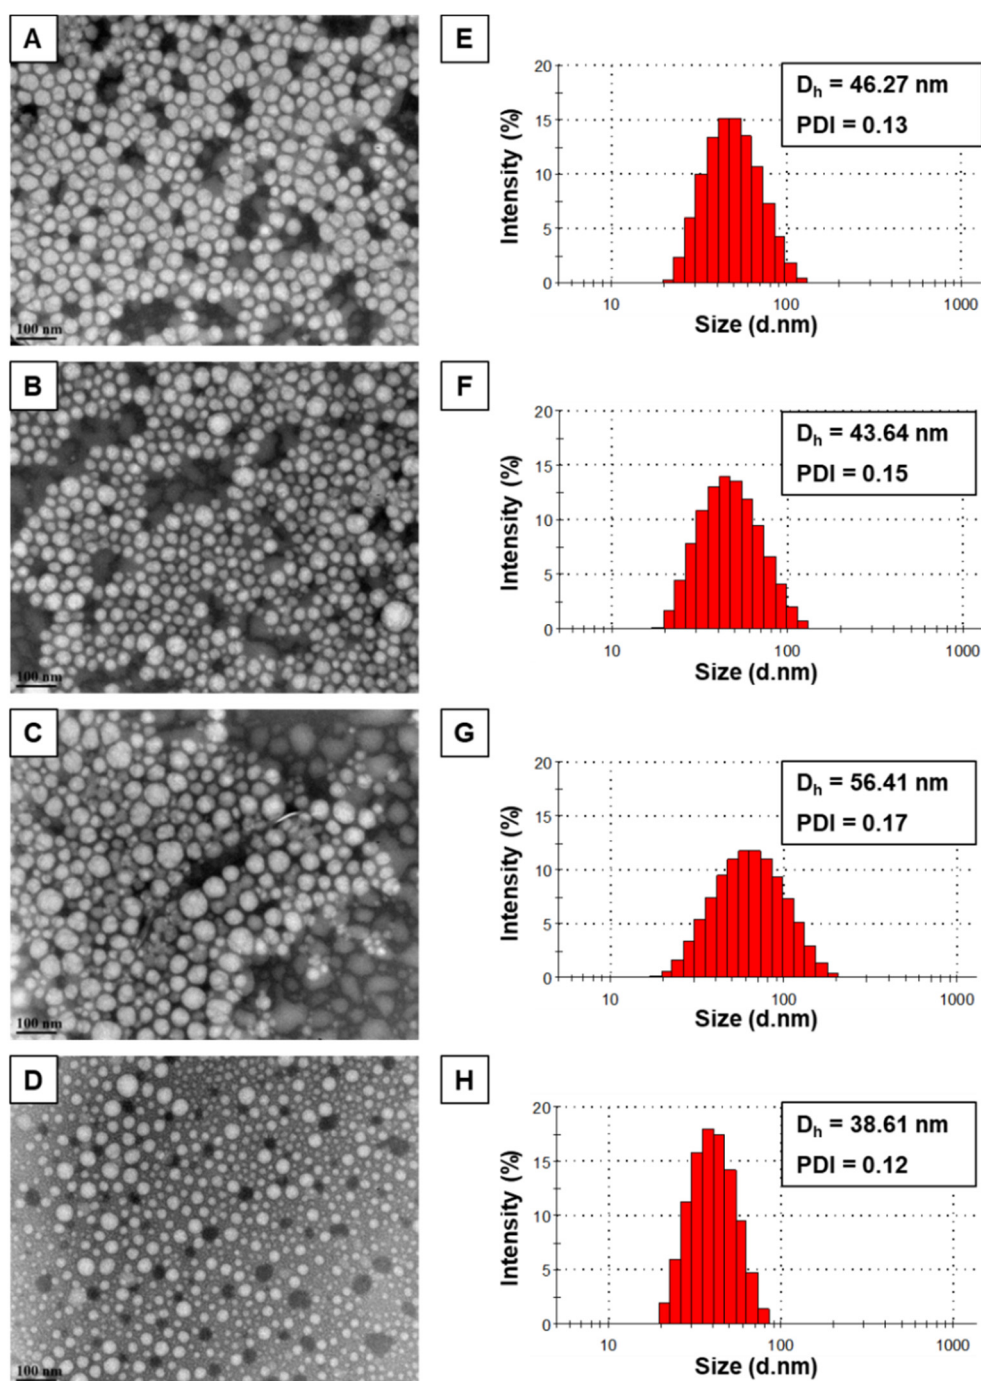 A
100 nm
E
20
15
10
5
0
Intensity (%)
Dh = 46.27 nm
PDI = 0.13
10
100
1000
Size (d.nm)
B
100 nm
F
20
15
10
5
0
Intensity (%)
Dh = 43.64 nm
PDI = 0.15
10
100
1000
Size (d.nm)
C
100 nm
G
20
15
10
5
0
Intensity (%)
Dh = 56.41 nm
PDI = 0.17
10
100
1000
Size (d.nm)
D
100 nm
H
20
15
10
5
0
Intensity (%)
Dh = 38.61 nm
PDI = 0.12
10
100
1000
Size (d.nm)